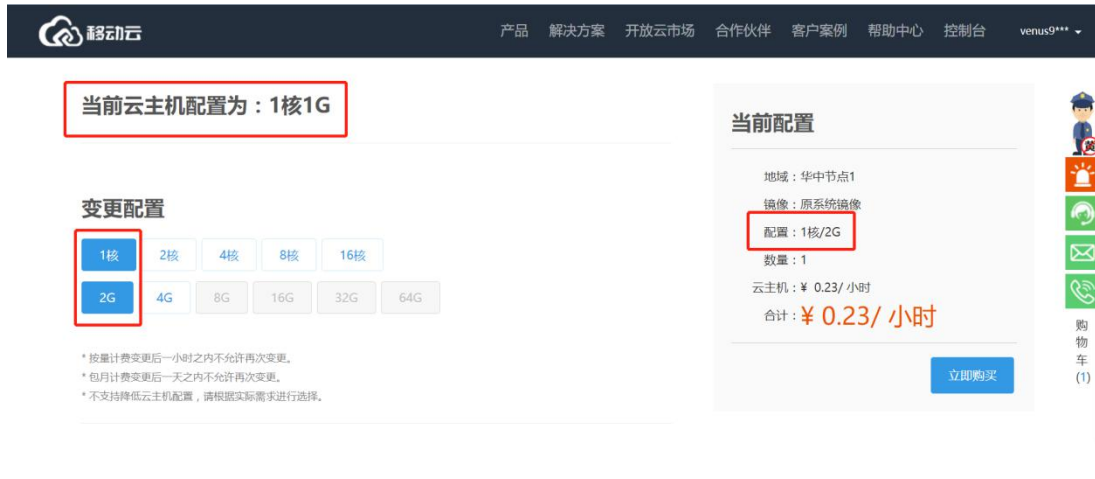 移动云
产品 解决方案 开放云市场 合作伙伴 客户案例 帮助中心 控制台 venus9***
当前云主机配置为：1核1G
变更配置
1核 2核 4核 8核 16核
2G 4G 8G 16G 32G 64G
* 按量计费变更后一小时之内不允许再次变更。
* 包月计费变更后一天之内不允许再次变更。
* 不支持降低云主机配置，请根据实际需求进行选择。
当前配置
地域：华中节点1
镜像：原系统镜像
配置：1核/2G
数量：1
云主机：¥ 0.23/ 小时
合计：¥ 0.23/ 小时
立即购买
黄
购
物
车
(1)